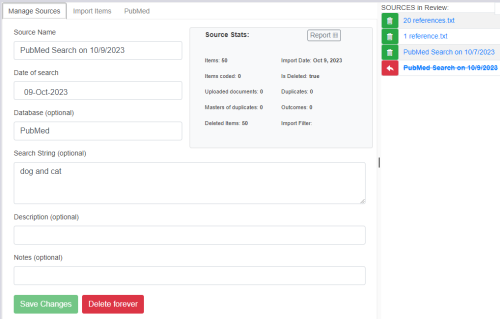 Manage Sources Import Items PubMed
SOURCES in Review:
Source Name
PubMed Search on 10/9/2023
Date of search
09-Oct-2023
Database (optional)
PubMed
Search String (optional)
dog and cat
Description (optional)
Notes (optional)
Save Changes Delete forever
Source Stats: Report
Items: 50 Import Date: Oct 9, 2023
Items coded: 0 Is Deleted: true
Uploaded documents: 0 Duplicates: 0
Masters of duplicates: 0 Outcomes: 0
Deleted Items: 50 Import Filter:
20 references.txt
1 reference.txt
PubMed Search on 10/7/2023
PubMed Search on 10/9/2023